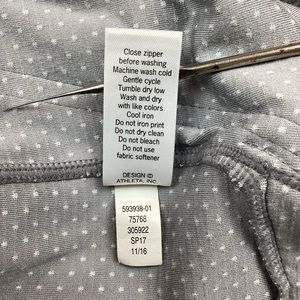 Close zipper
before washing
Machine wash cold
Gentle cycle
Tumble dry low
Wash and dry
with like colors
Cool iron
Do not iron print
Do not dry clean
Do not bleach
Do not use
fabric softener
DESIGN ©
ATHLETA, INC.
593938-01
75768
305922
SP17
11/16